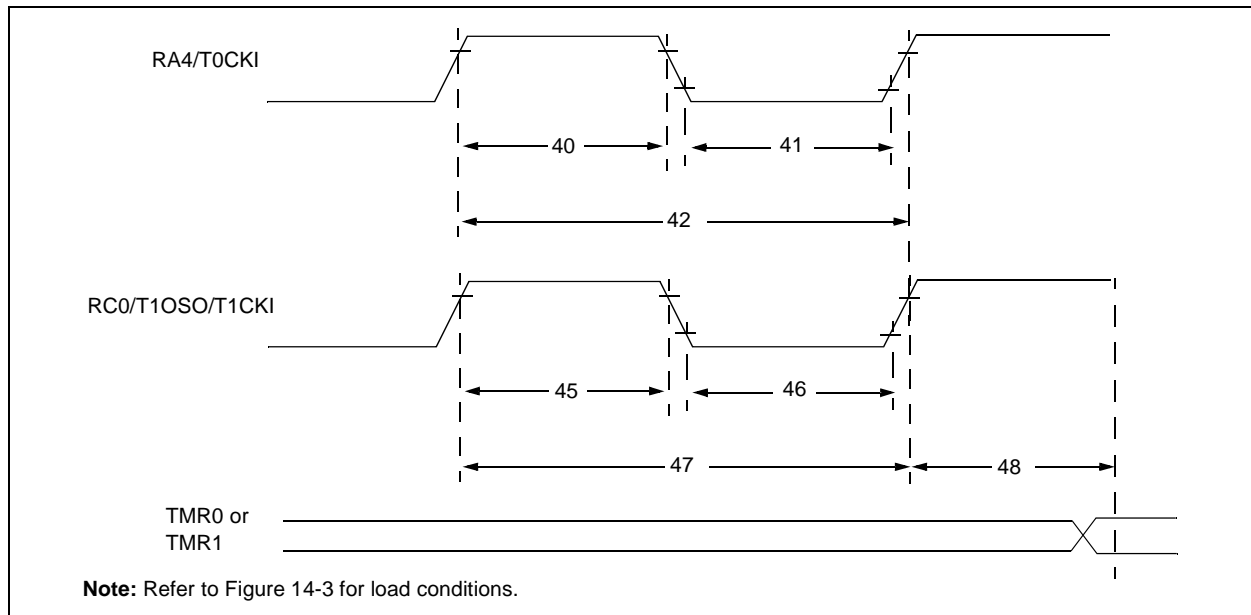 RA4/T0CKI
40
41
42
RC0/T1OSO/T1CKI
45
46
47
48
TMR0 or
TMR1
Note: Refer to Figure 14-3 for load conditions.